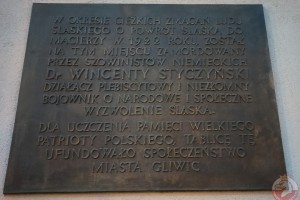 W OKRESIE CIĘŻKICH ZMAGAŃ LUDU
ŚLĄSKIEGO O POWRÓT ŚLĄSKA DO
MACIERZY W 1922 ROKU, ZOSTAŁ
NA TYM MIEJSCU ZAMORDOWANY
PRZEZ SZOWINISTÓW NIEMIECKICH
Dr WINCENTY STYCZYŃSKI
DZIAŁACZ PLEBISCYTOWY I NIEZŁOMNY
BOJOWNIK O NARODOWE I SPOŁECZNE
WYZWOLENIE ŚLĄSKA.
DLA UCZCZENIA PAMIĘCI WIELKIEGO
PATRIOTY POLSKIEGO, TABLICĘ TĘ
UFUNDOWAŁO SPOŁECZEŃSTWO
MIASTA GLIWIC